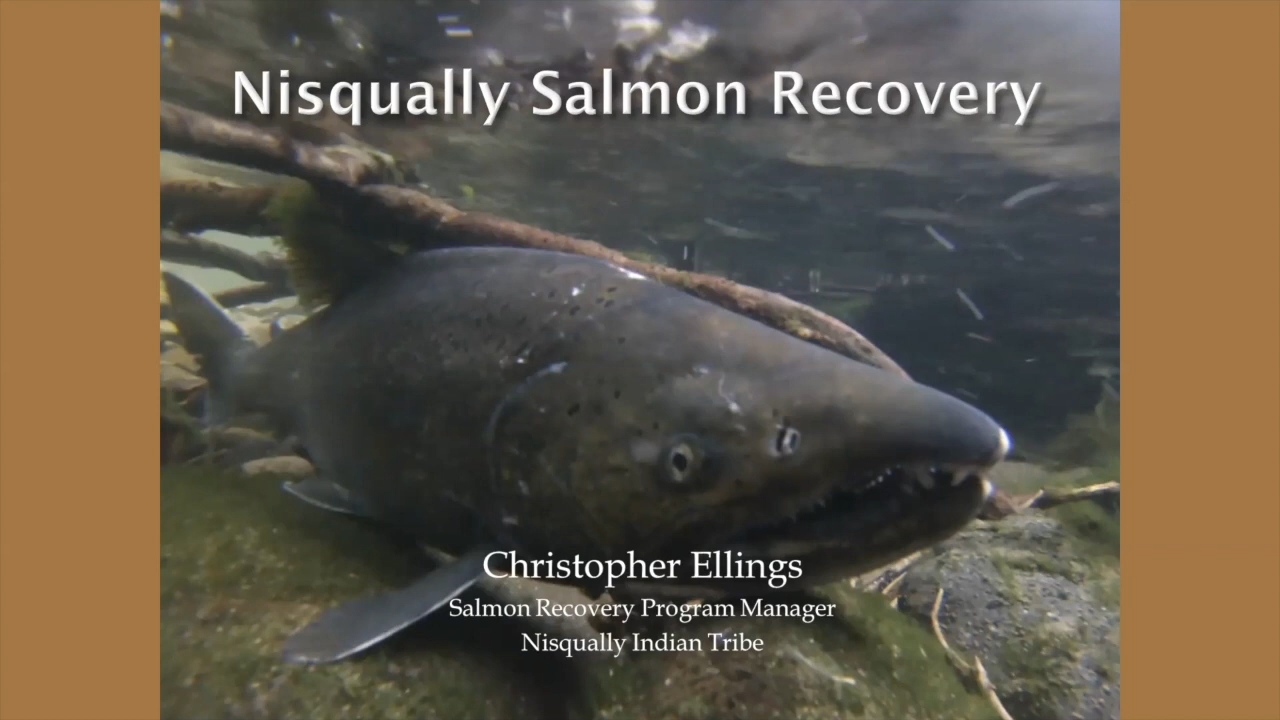 Nisqually Salmon Recovery
Christopher Ellings
Salmon Recovery Program Manager
Nisqually Indian Tribe